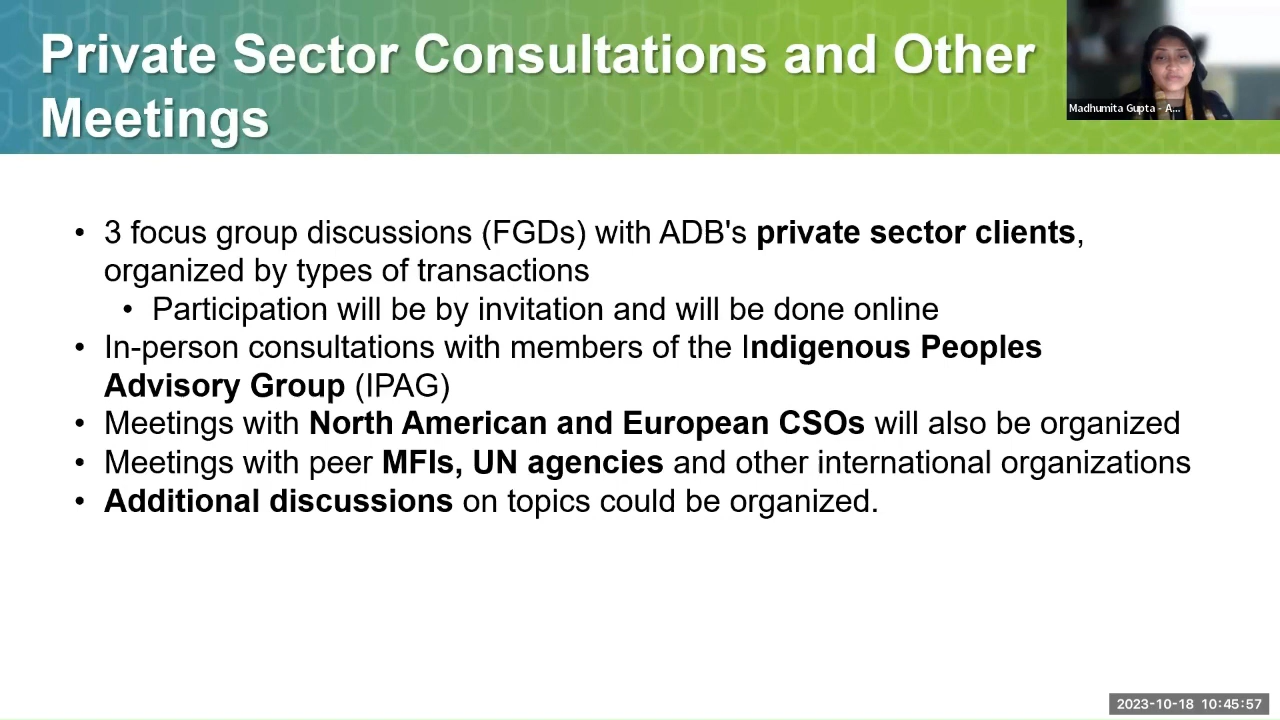 Private Sector Consultations and Other
Meetings
Madhumita Gupta - A...
• 3 focus group discussions (FGDs) with ADB's private sector clients,
organized by types of transactions
• Participation will be by invitation and will be done online
• In-person consultations with members of the Indigenous Peoples
Advisory Group (IPAG)
• Meetings with North American and European CSOs will also be organized
• Meetings with peer MFIs, UN agencies and other international organizations
• Additional discussions on topics could be organized.
2023-10-18 10:45:57